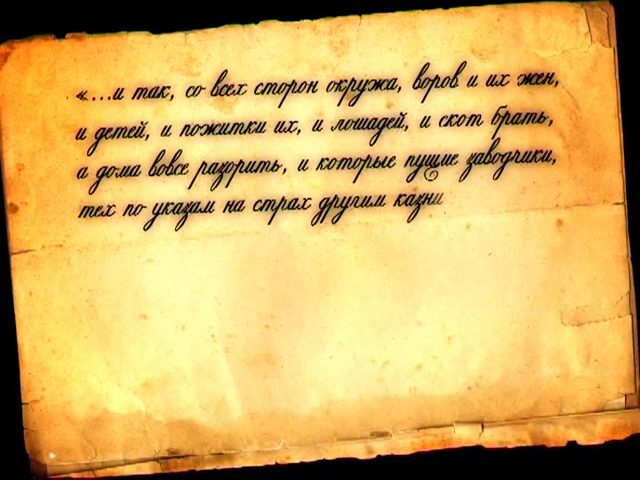 «...и так, со всех сторон окружа, воров и их жен,
и детей, и пожитки их, и лошадей, и скот брать,
а дома вовсе разорить, и которые пущие заводчики,
тех по указам на страх другим казни